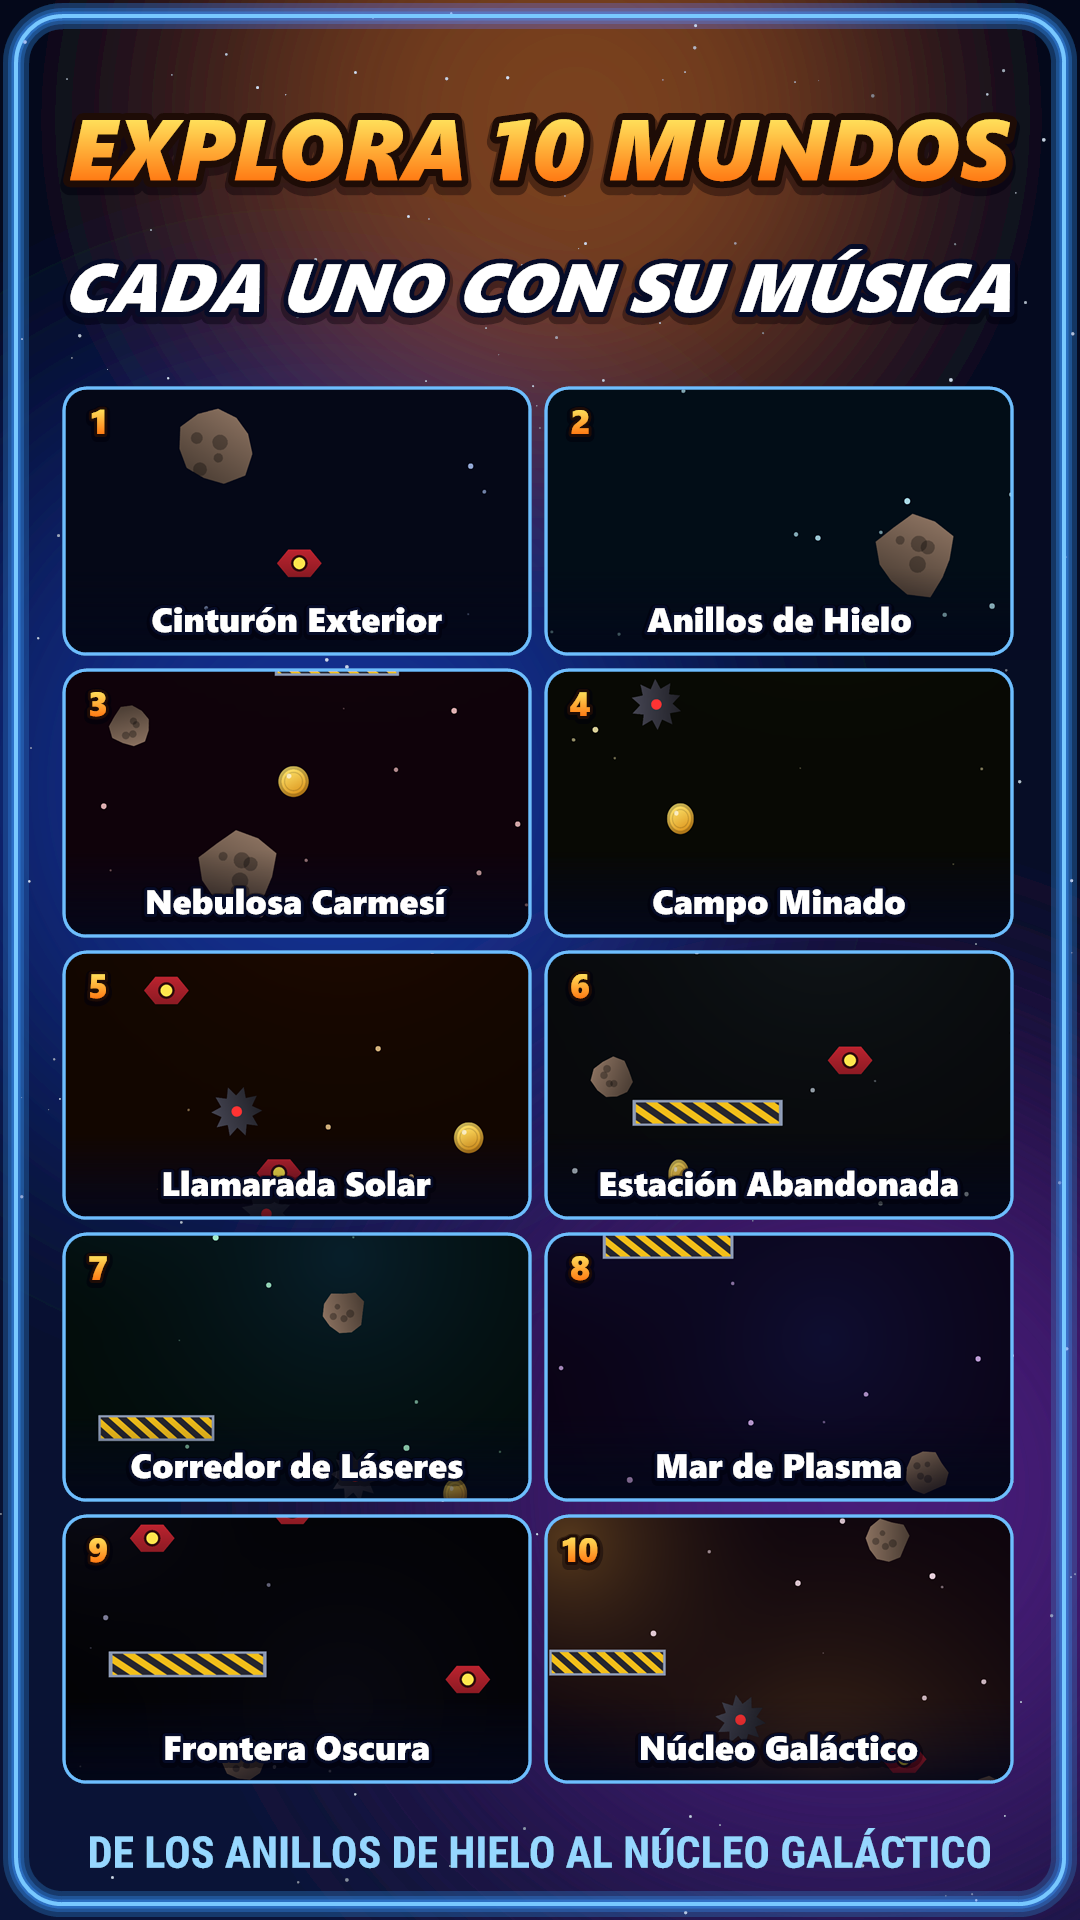 EXPLORA 10 MUNDOS
CADA UNO CON SU MÚSICA
1
Cinturón Exterior
2
Anillos de Hielo
3
Nebulosa Carmesí
4
Campo Minado
5
Llamarada Solar
6
Estación Abandonada
7
Corredor de Láseres
8
Mar de Plasma
9
Frontera Oscura
10
Núcleo Galáctico
DE LOS ANILLOS DE HIELO AL NÚCLEO GALÁCTICO